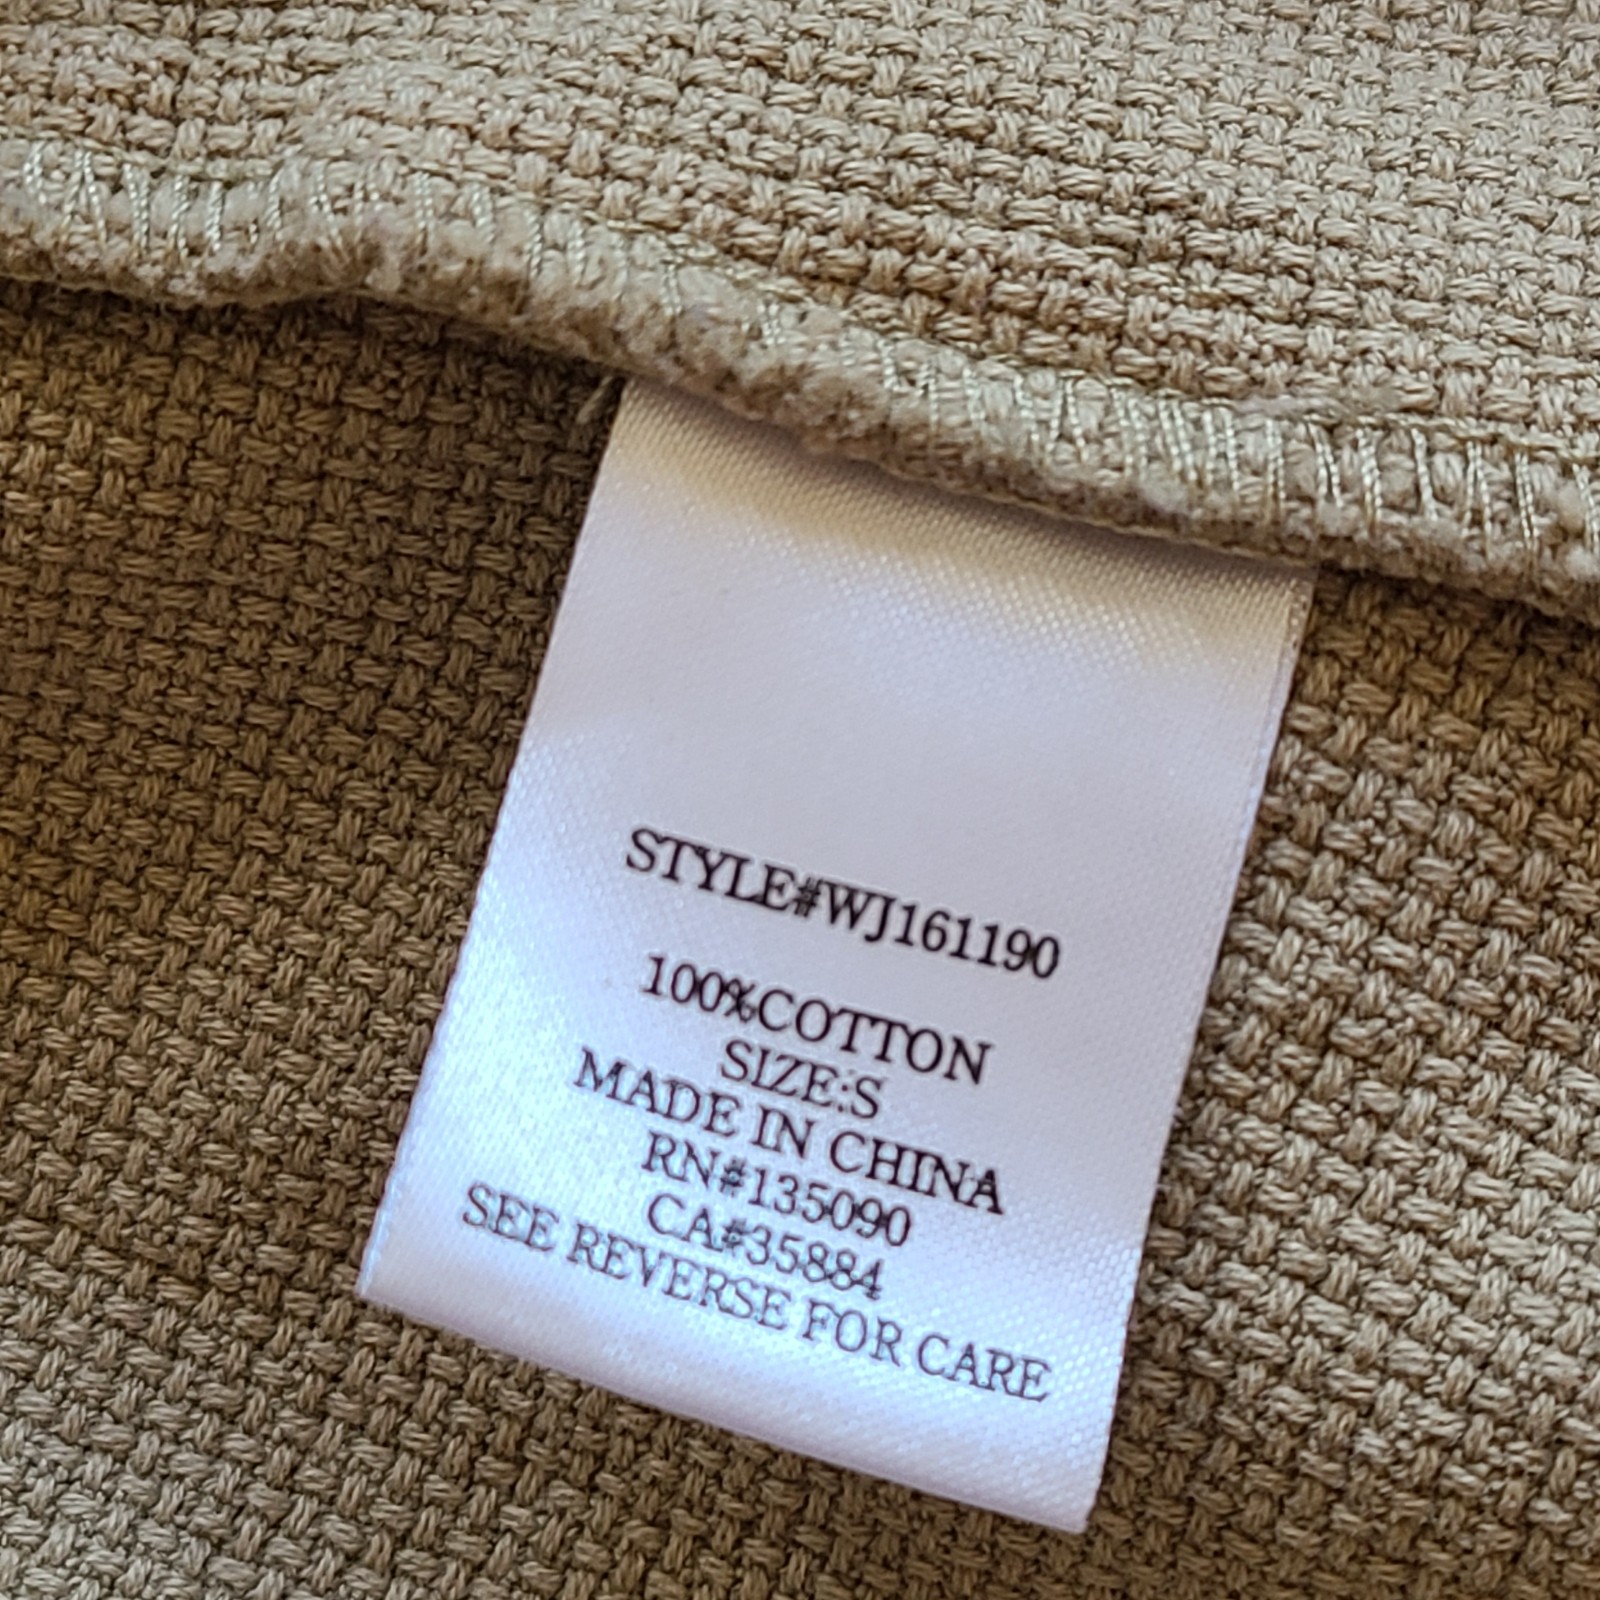 STYLE#WJ161190
100%COTTON
SIZE:S
MADE IN CHINA
RN#135090
CA#35884
SEE REVERSE FOR CARE